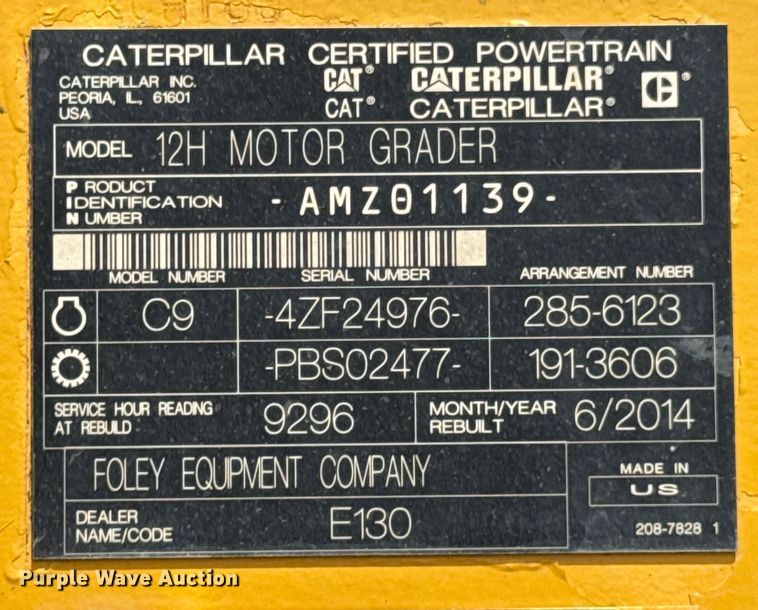 CATERPILLAR CERTIFIED POWERTRAIN
CATERPILLAR INC.
PEORIA, IL, 61601
USA
CAT® CATERPILLAR® ®
CAT® CATERPILLAR®
MODEL 12H MOTOR GRADER
PRODUCT
IDENTIFICATION
NUMBER
-AMZ01139-
MODEL NUMBER SERIAL NUMBER ARRANGEMENT NUMBER
C9 -4ZF24976- 285-6123
-PBS02477- 191-3606
SERVICE HOUR READING
AT REBUILD
9296
MONTH/YEAR
REBUILT
6/2014
FOLEY EQUIPMENT COMPANY
MADE IN
US
DEALER
NAME/CODE
E130
208-7828 1
Purple Wave Auction